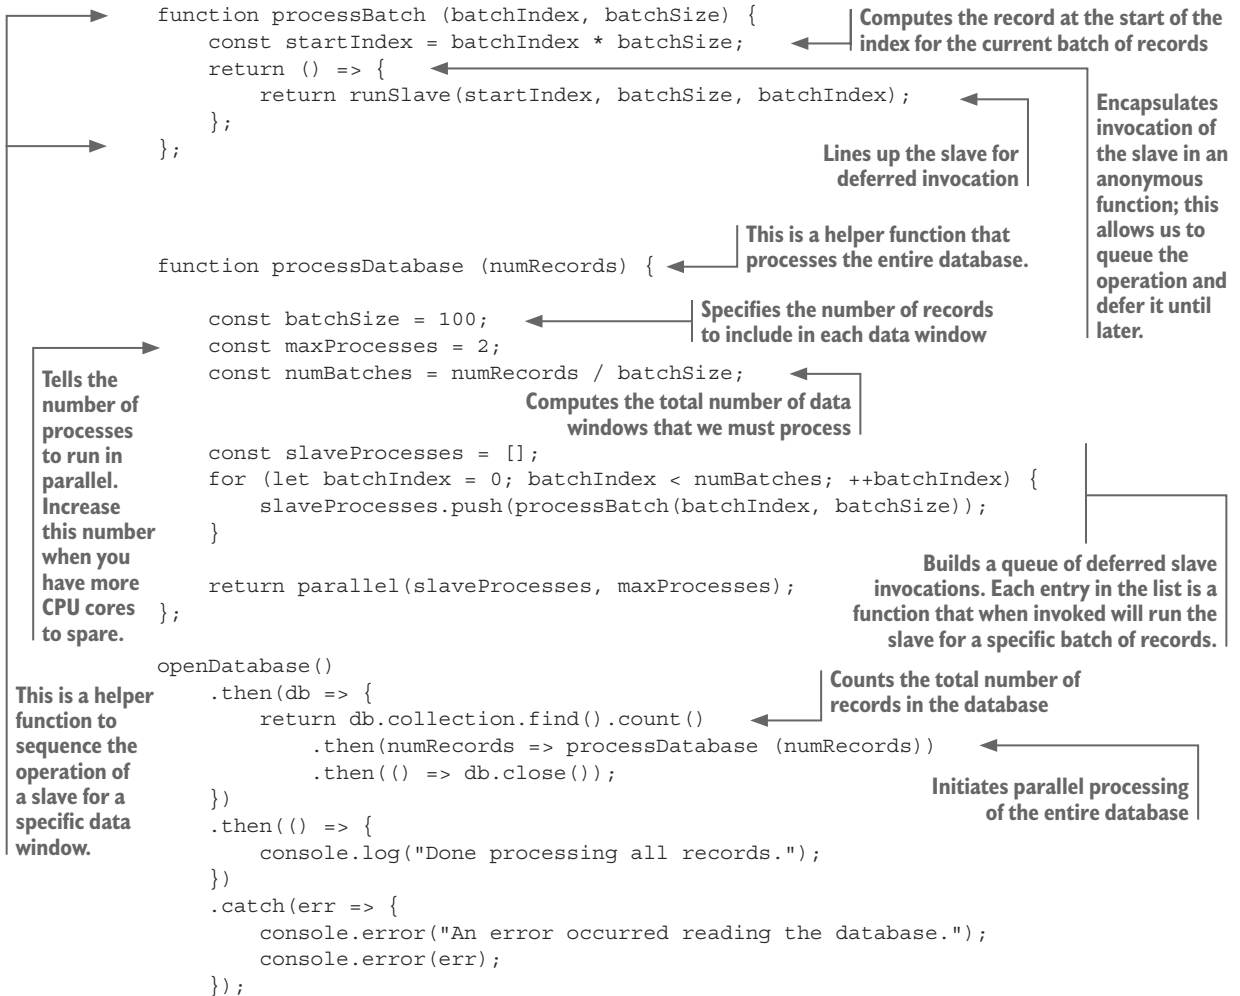 function processBatch (batchIndex, batchSize) {
Computes the record at the start of the
index for the current batch of records
    const startIndex = batchIndex * batchSize;
    return () => {
        return runSlave(startIndex, batchSize, batchIndex);
    };
};
Encapsulates
invocation of
the slave in an
anonymous
function; this
allows us to
queue the
operation and
defer it until
later.
Lines up the slave for
deferred invocation
This is a helper function that
processes the entire database.
function processDatabase (numRecords) {
Specifies the number of records
to include in each data window
    const batchSize = 100;
    const maxProcesses = 2;
    const numBatches = numRecords / batchSize;
Tells the
number of
processes
to run in
parallel.
Increase
this number
when you
have more
CPU cores
to spare.
Computes the total number of data
windows that we must process
    const slaveProcesses = [];
    for (let batchIndex = 0; batchIndex < numBatches; ++batchIndex) {
        slaveProcesses.push(processBatch(batchIndex, batchSize));
    }
Builds a queue of deferred slave
invocations. Each entry in the list is a
function that when invoked will run the
slave for a specific batch of records.
    return parallel(slaveProcesses, maxProcesses);
};
openDatabase()
    .then(db => {
Counts the total number of
records in the database
        return db.collection.find().count()
            .then(numRecords => processDatabase (numRecords))
            .then(() => db.close());
Initiates parallel processing
of the entire database
This is a helper
function to
sequence the
operation of
a slave for a
specific data
window.
    })
    .then(() => {
        console.log("Done processing all records.");
    })
    .catch(err => {
        console.error("An error occurred reading the database.");
        console.error(err);
    });